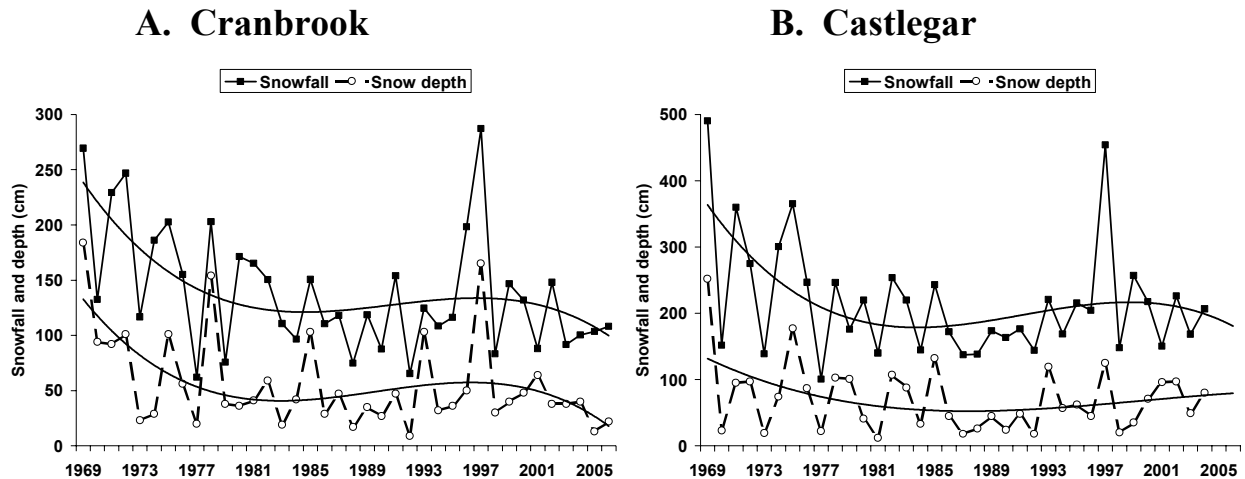 A. Cranbrook
B. Castlegar
Snowfall Snow depth
Snowfall Snow depth
Snowfall and depth (cm)
300
250
200
150
100
50
0
1969 1973 1977 1981 1985 1989 1993 1997 2001 2005
Snowfall and depth (cm)
500
400
300
200
100
0
1969 1973 1977 1981 1985 1989 1993 1997 2001 2005